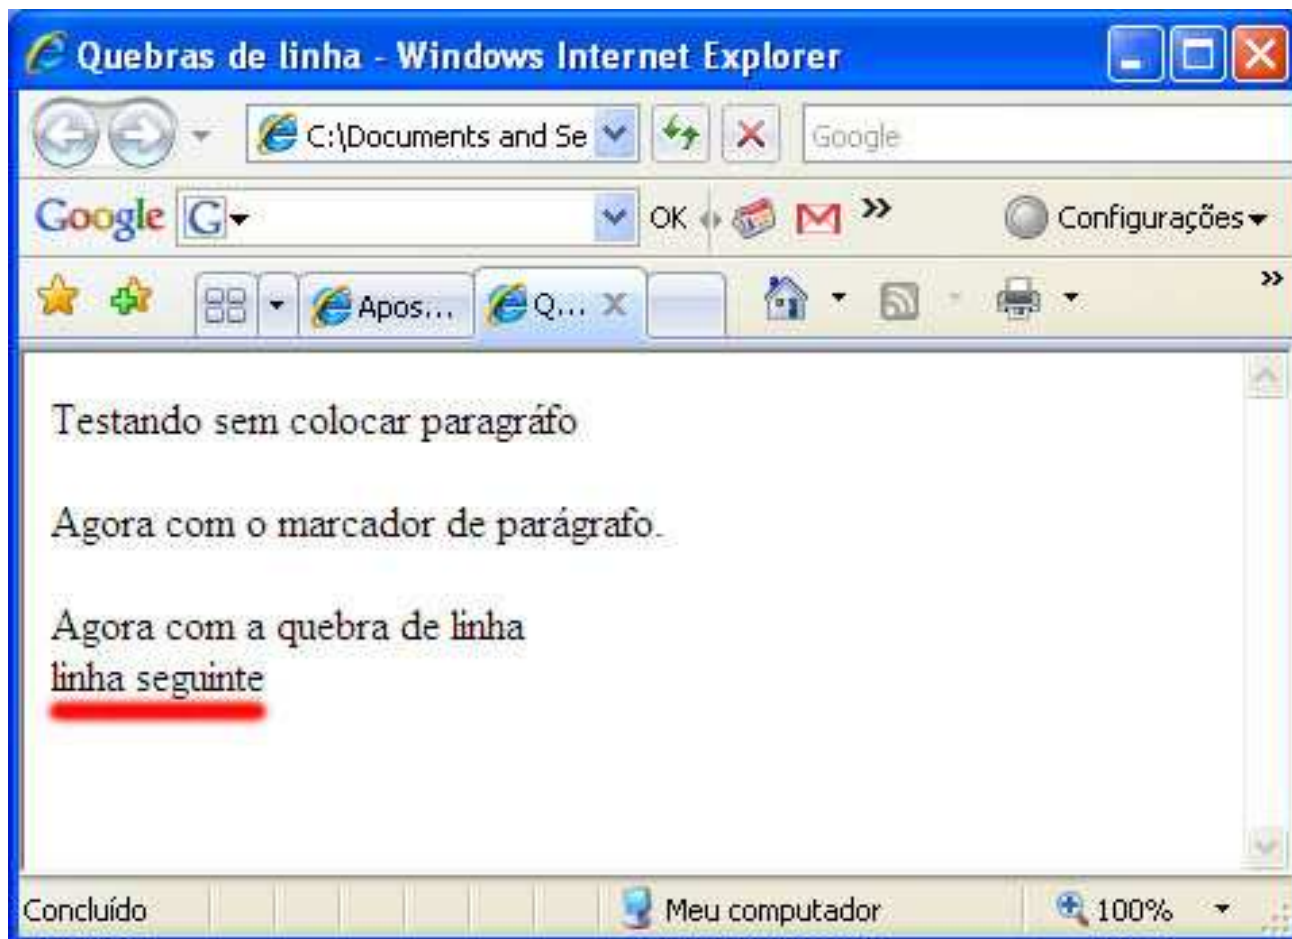 Quebras de linha - Windows Internet Explorer
C:\Documents and Se
Google
Google G OK Configurações
Apos... Q...
Testando sem colocar paragráfo
Agora com o marcador de parágrafo.
Agora com a quebra de linha
linha seguinte
Concluído Meu computador 100%